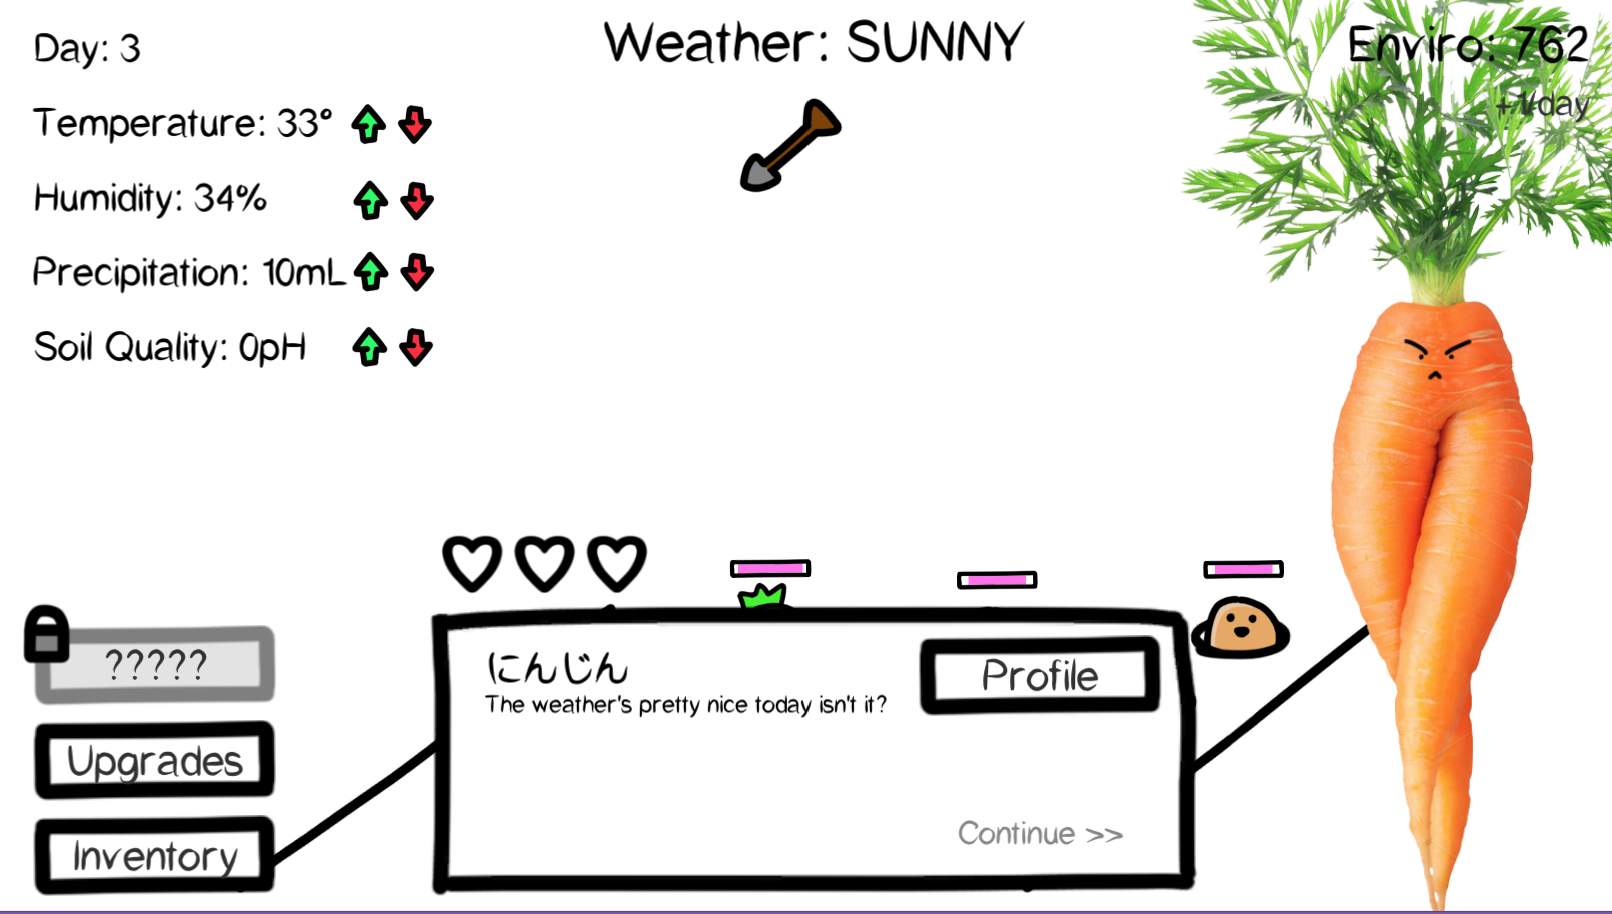 Day: 3
Weather: SUNNY
Enviro: 762
+1/day
Temperature: 33°
Humidity: 34%
Precipitation: 10mL
Soil Quality: 0pH
?????
Upgrades
Inventory
にんじん
The weather's pretty nice today isn't it?
Profile
Continue >>